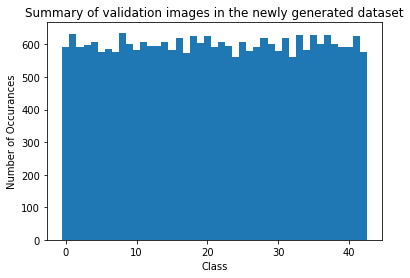 Summary of validation images in the newly generated dataset
Number of Occurances
600
500
400
300
200
100
0
0 10 20 30 40
Class